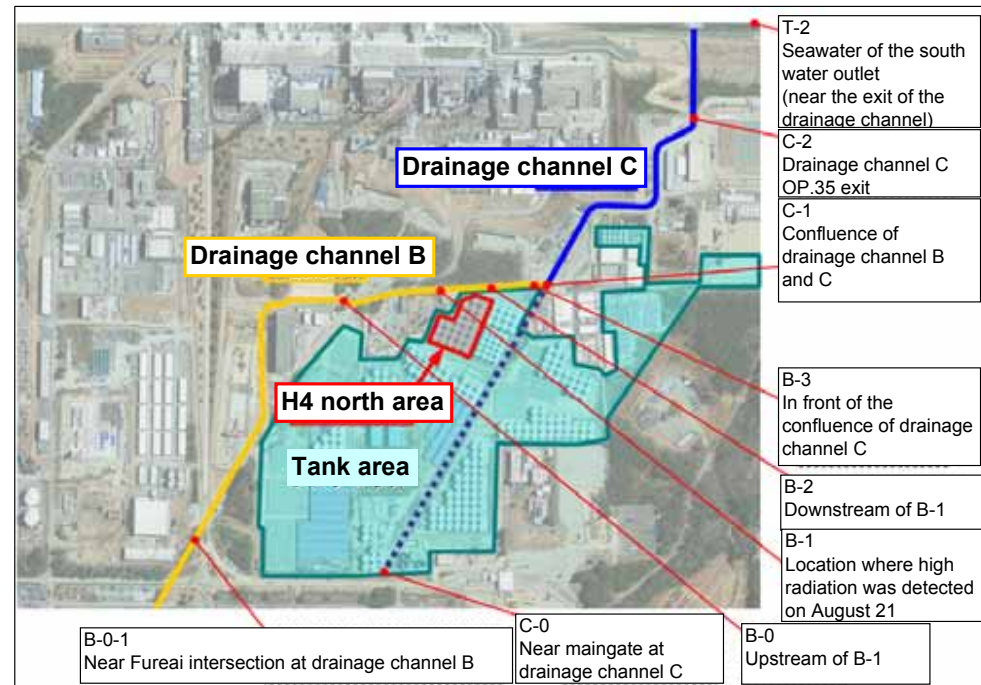 T-2
Seawater of the south
water outlet
(near the exit of the
drainage channel)
C-2
Drainage channel C
OP.35 exit
C-1
Confluence of
drainage channel B
and C
Drainage channel C
Drainage channel B
H4 north area
Tank area
B-3
In front of the
confluence of drainage
channel C
B-2
Downstream of B-1
B-1
Location where high
radiation was detected
on August 21
B-0-1
Near Fureai intersection at drainage channel B
C-0
Near maingate at
drainage channel C
B-0
Upstream of B-1